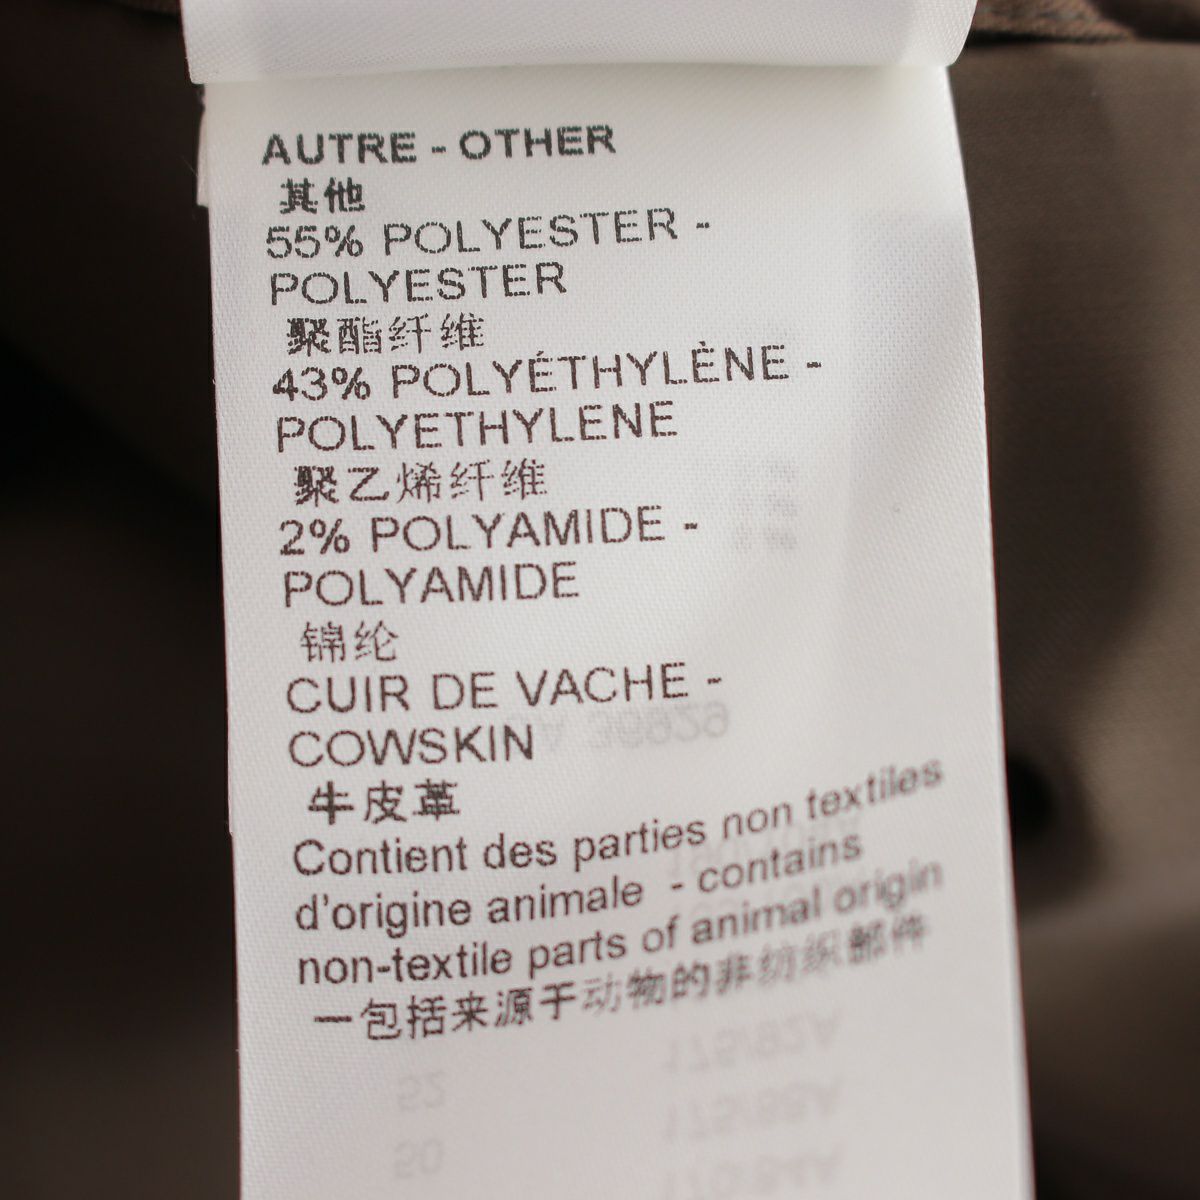 AUTRE - OTHER
其他
55% POLYESTER -
POLYESTER
聚酯纤维
43% POLYÉTHYLÈNE -
POLYETHYLENE
聚乙烯纤维
2% POLYAMIDE -
POLYAMIDE
锦纶
CUIR DE VACHE -
COWSKIN
牛皮革
Contient des parties non textiles
d'origine animale - contains
non-textile parts of animal origin
一包括来源于动物的非纺织部件